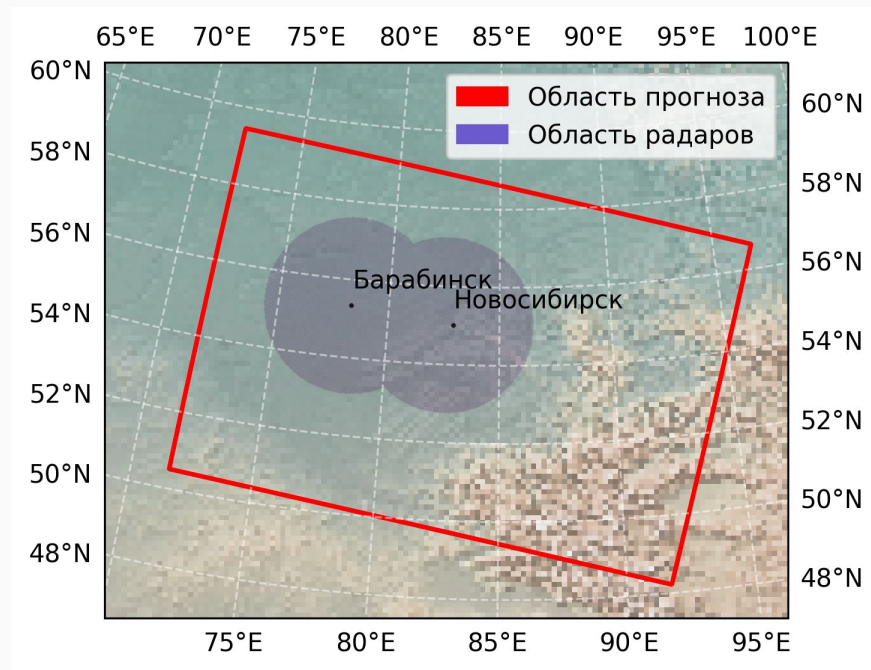 65°E 70°E 75°E 80°E 85°E 90°E 95°E 100°E
60°N
58°N
56°N
54°N
52°N
50°N
48°N
Область прогноза
Область радаров
Барабинск
Новосибирск
60°N
58°N
56°N
54°N
52°N
50°N
48°N
75°E 80°E 85°E 90°E 95°E